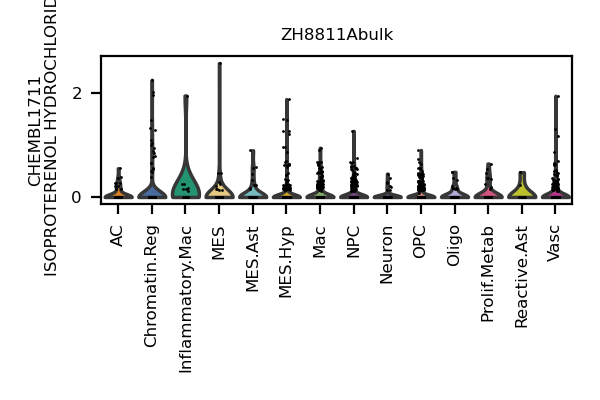 ZH8811Abulk
CHEMBL1711
ISOPROTERENOL HYDROCHLORID
2
0
AC
Chromatin.Reg
Inflammatory.Mac
MES
MES.Ast
MES.Hyp
Mac
NPC
Neuron
OPC
Oligo
Prolif.Metab
Reactive.Ast
Vasc